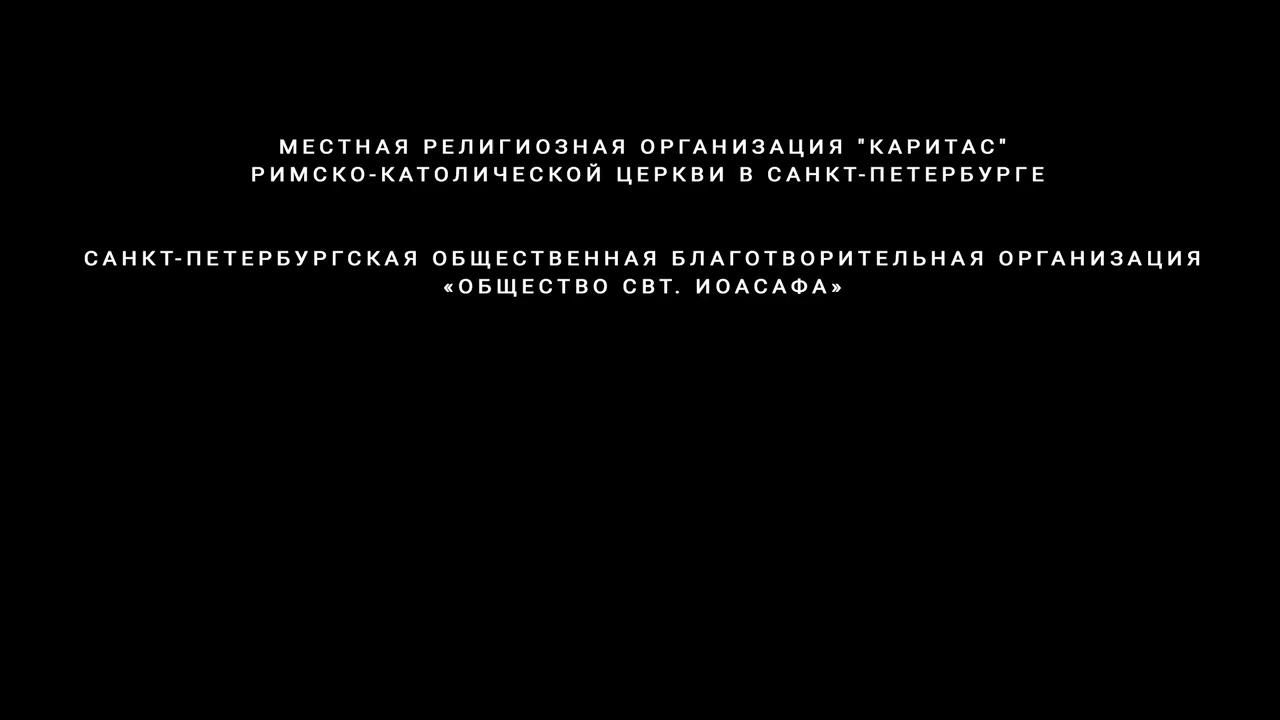 МЕСТНАЯ РЕЛИГИОЗНАЯ ОРГАНИЗАЦИЯ "КАРИТАС"
РИМСКО-КАТОЛИЧЕСКОЙ ЦЕРКВИ В САНКТ-ПЕТЕРБУРГЕ
САНКТ-ПЕТЕРБУРГСКАЯ ОБЩЕСТВЕННАЯ БЛАГОТВОРИТЕЛЬНАЯ ОРГАНИЗАЦИЯ
«ОБЩЕСТВО СВТ. ИОАСАФА»